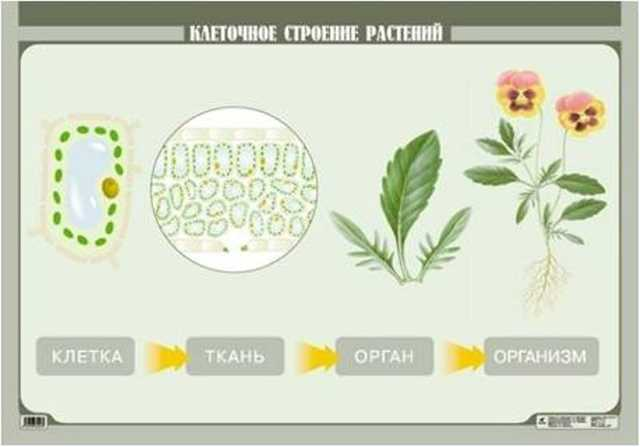 КЛЕТОЧНОЕ СТРОЕНИЕ РАСТЕНИЙ
КЛЕТКА
ТКАНЬ
ОРГАН
ОРГАНИЗМ